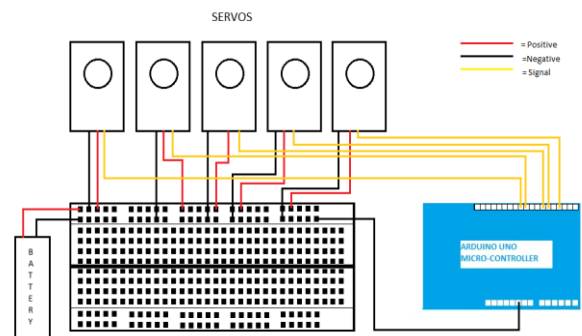 SERVOS
= Positive
=Negative
= Signal
ARDUINO UNO
MICRO-CONTROLLER
B
A
T
T
E
R
Y